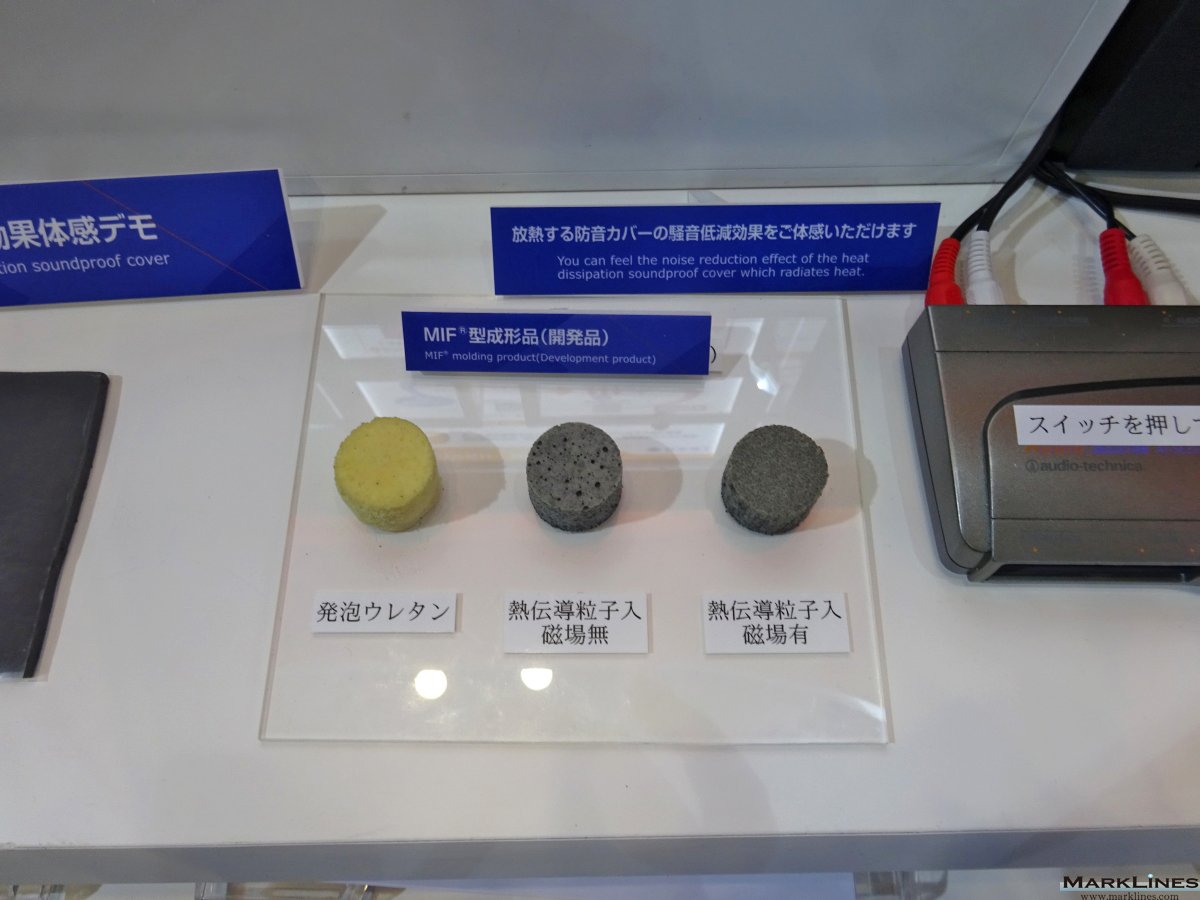 効果体感デモ
tion soundproof cover
放熱する防音カバーの騒音低減効果をご体感いただけます
You can feel the noise reduction effect of the heat
dissipation soundproof cover which radiates heat.
MIF®型成形品(開発品)
MIF® molding product(Development product)
発泡ウレタン
熱伝導粒子入
磁場無
熱伝導粒子入
磁場有
スイッチを押して
audio-technica
MARKLINES
www.marklines.com